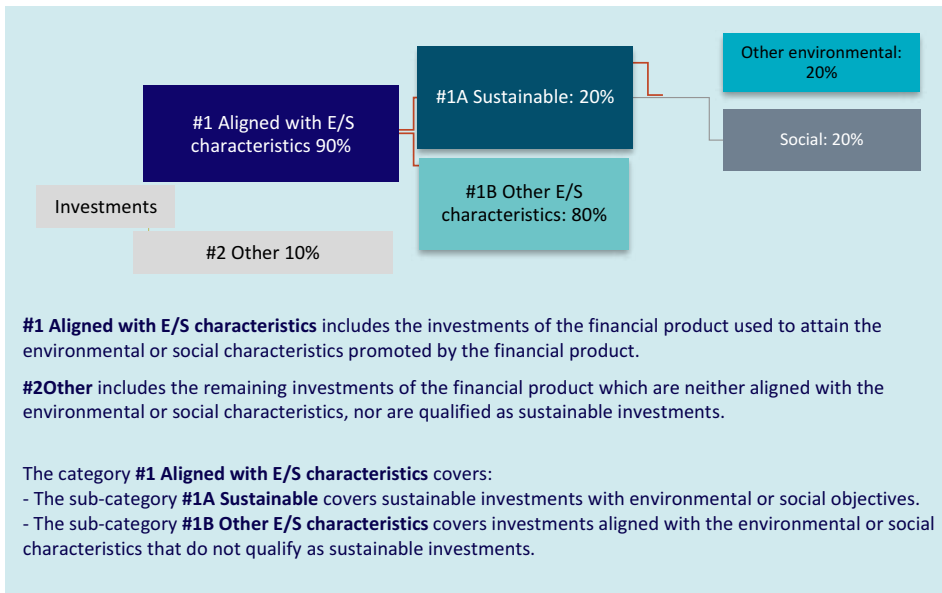 Other environmental:
20%
#1A Sustainable: 20%
#1 Aligned with E/S
characteristics 90%
Social: 20%
#1B Other E/S
characteristics: 80%
Investments
#2 Other 10%
#1 Aligned with E/S characteristics includes the investments of the financial product used to attain the
environmental or social characteristics promoted by the financial product.
#2Other includes the remaining investments of the financial product which are neither aligned with the
environmental or social characteristics, nor are qualified as sustainable investments.
The category #1 Aligned with E/S characteristics covers:
- The sub-category #1A Sustainable covers sustainable investments with environmental or social objectives.
- The sub-category #1B Other E/S characteristics covers investments aligned with the environmental or social
characteristics that do not qualify as sustainable investments.